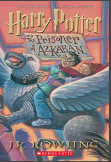 Harry Potter
AND THE
Prisoner
OF
AZKABAN
J.K. ROWLING
SCHOLASTIC